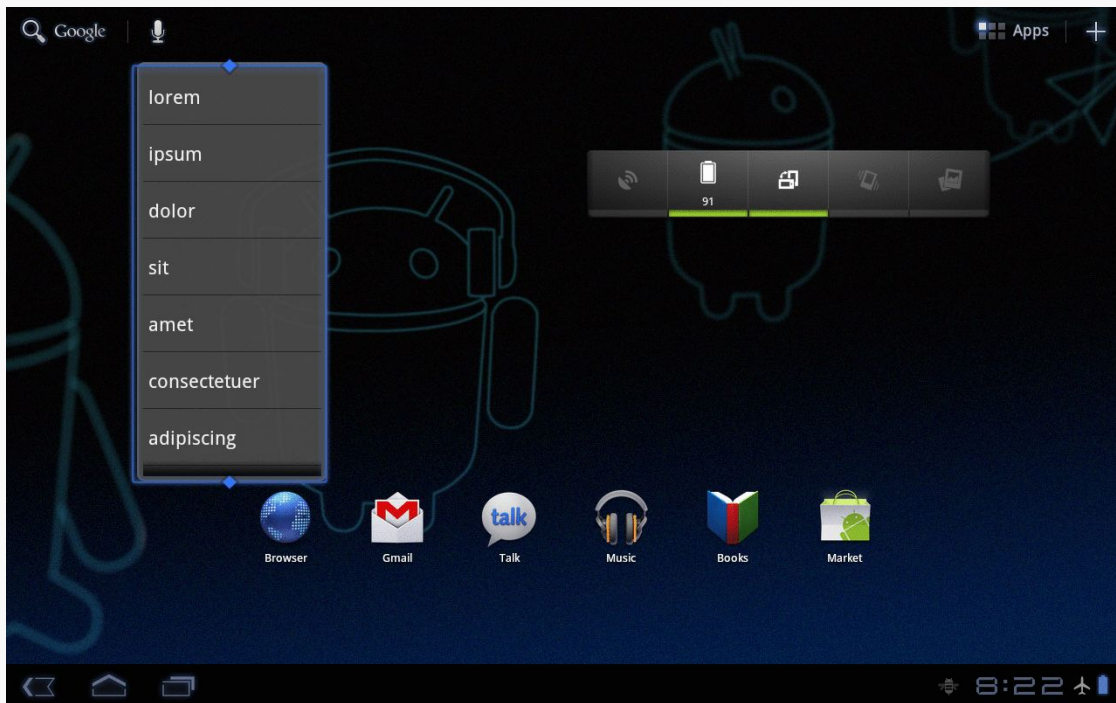 Google
Apps
lorem
ipsum
dolor
sit
amet
consectetuer
adipiscing
91
talk
Browser
Gmail
Talk
Music
Books
Market
8:22